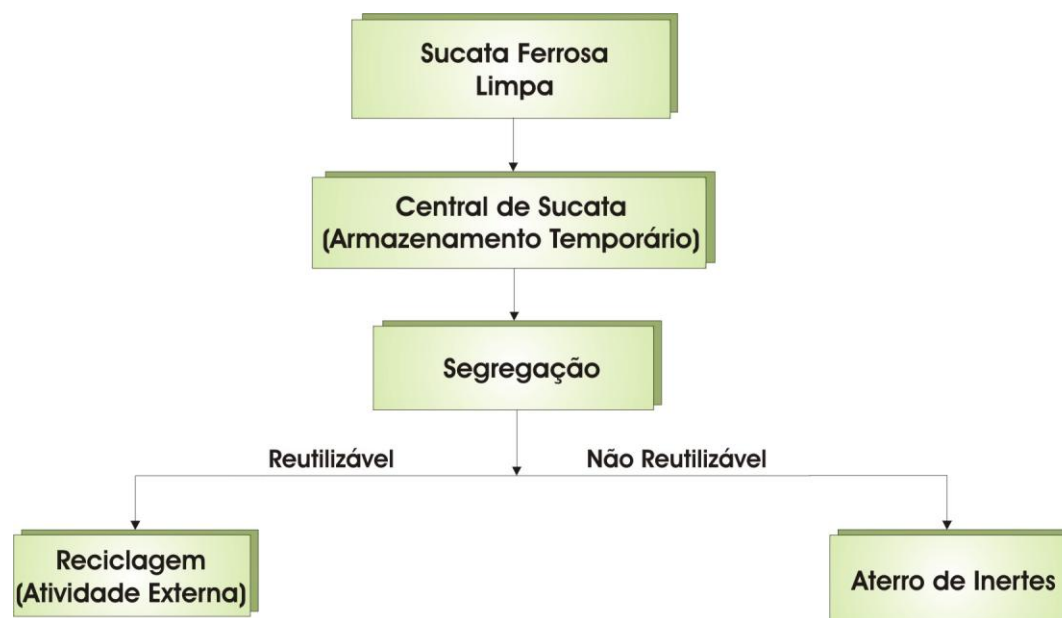 Sucata Ferrosa
Limpa
Central de Sucata
(Armazenamento Temporário)
Segregação
Reutilizável
Não Reutilizável
Reciclagem
(Atividade Externa)
Aterro de Inertes